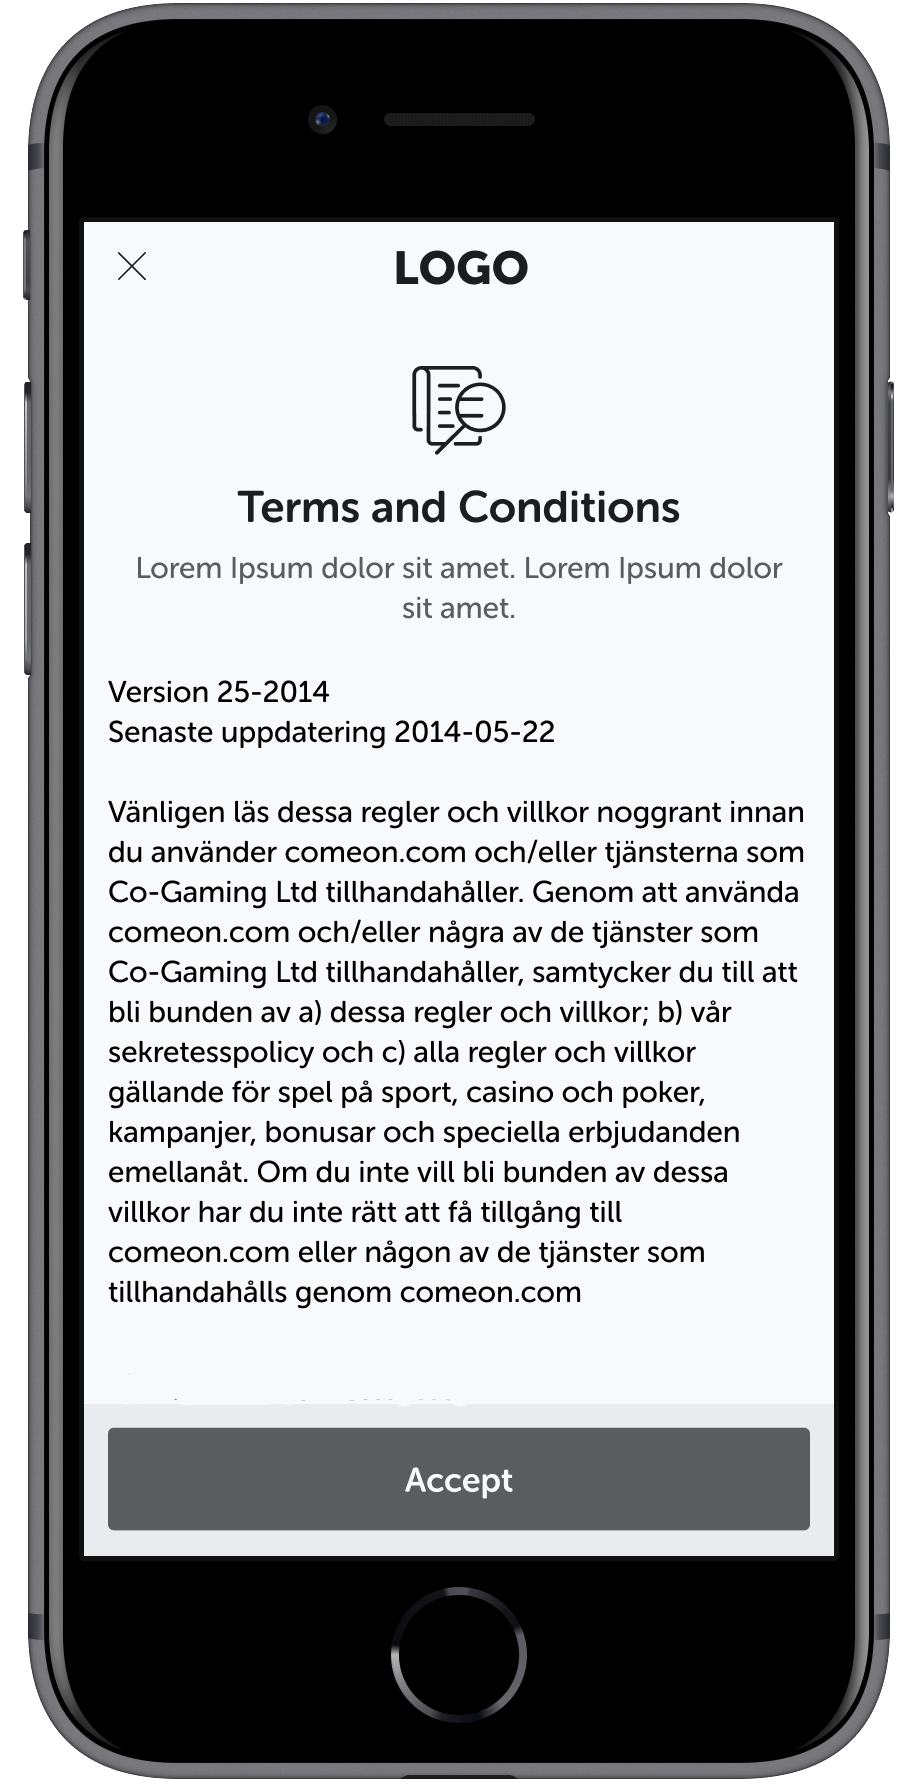 LOGO
Terms and Conditions
Lorem Ipsum dolor sit amet. Lorem Ipsum dolor
sit amet.
Version 25-2014
Senaste uppdatering 2014-05-22
Vänligen läs dessa regler och villkor noggrant innan
du använder comeon.com och/eller tjänsterna som
Co-Gaming Ltd tillhandahåller. Genom att använda
comeon.com och/eller några av de tjänster som
Co-Gaming Ltd tillhandahåller, samtycker du till att
bli bunden av a) dessa regler och villkor; b) vår
sekretesspolicy och c) alla regler och villkor
gällande för spel på sport, casino och poker,
kampanjer, bonusar och speciella erbjudanden
emellanåt. Om du inte vill bli bunden av dessa
villkor har du inte rätt att få tillgång till
comeon.com eller någon av de tjänster som
tillhandahålls genom comeon.com
Accept